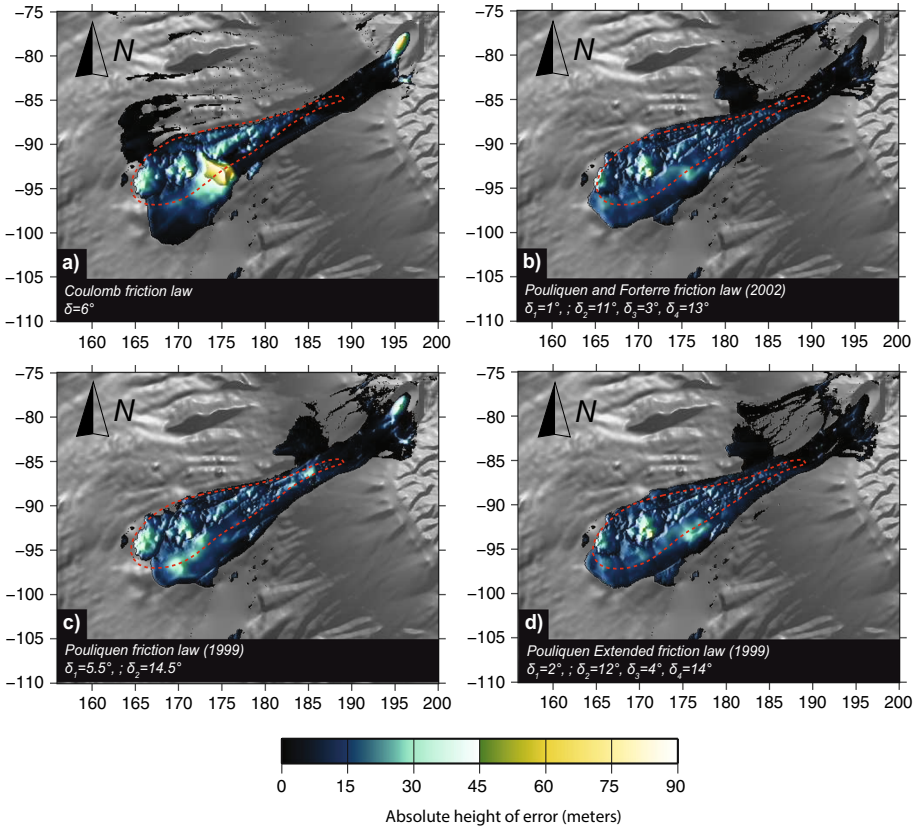 −75
−80
−85
−90
−95
−100
−105
−110
N
a)
Coulomb friction law
δ=6°
160 165 170 175 180 185 190 195 200
−75
−80
−85
−90
−95
−100
−105
−110
N
b)
Pouliquen and Forterre friction law (2002)
δ₁=1°, ; δ₂=11°, δ₃=3°, δ₄=13°
160 165 170 175 180 185 190 195 200
−75
−80
−85
−90
−95
−100
−105
−110
N
c)
Pouliquen friction law (1999)
δ₁=5.5°, ; δ₂=14.5°
160 165 170 175 180 185 190 195 200
−75
−80
−85
−90
−95
−100
−105
−110
N
d)
Pouliquen Extended friction law (1999)
δ₁=2°, ; δ₂=12°, δ₃=4°, δ₄=14°
160 165 170 175 180 185 190 195 200
0 15 30 45 60 75 90
Absolute height of error (meters)